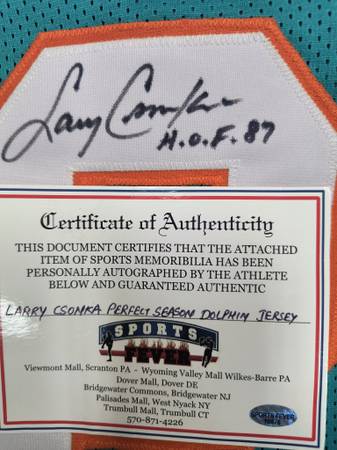 Larry Csonka
H.O.F. 87
Certificate of Authenticity
THIS DOCUMENT CERTIFIES THAT THE ATTACHED
ITEM OF SPORTS MEMORIBILIA HAS BEEN
PERSONALLY AUTOGRAPHED BY THE ATHLETE
BELOW AND GUARANTEED AUTHENTIC
LARRY CSONKA PERFECT SEASON DOLPHIN JERSEY
SPORTS
FEVER
Viewmont Mall, Scranton PA - Wyoming Valley Mall Wilkes-Barre PA
Dover Mall, Dover DE
Bridgewater Commons, Bridgewater NJ
Palisades Mall, West Nyack NY
Trumbull Mall, Trumbull CT
570-871-4226
SPORTS FEVER